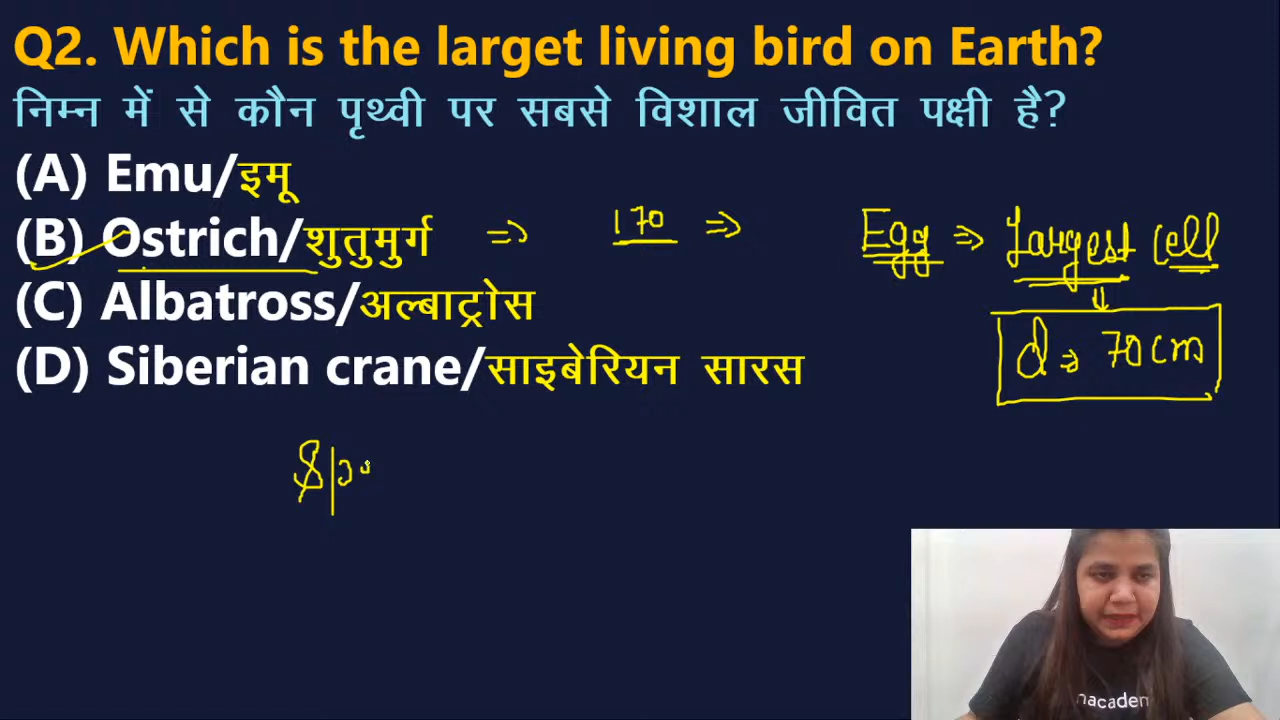 Q2. Which is the larget living bird on Earth?
निम्न में से कौन पृथ्वी पर सबसे विशाल जीवित पक्षी है?
(A) Emu/इमू
(B) Ostrich/शुतुमुर्ग => 170 => Egg => Largest cell
(C) Albatross/अल्बाट्रोस
d => 70 cm
(D) Siberian crane/साइबेरियन सारस
nacadem